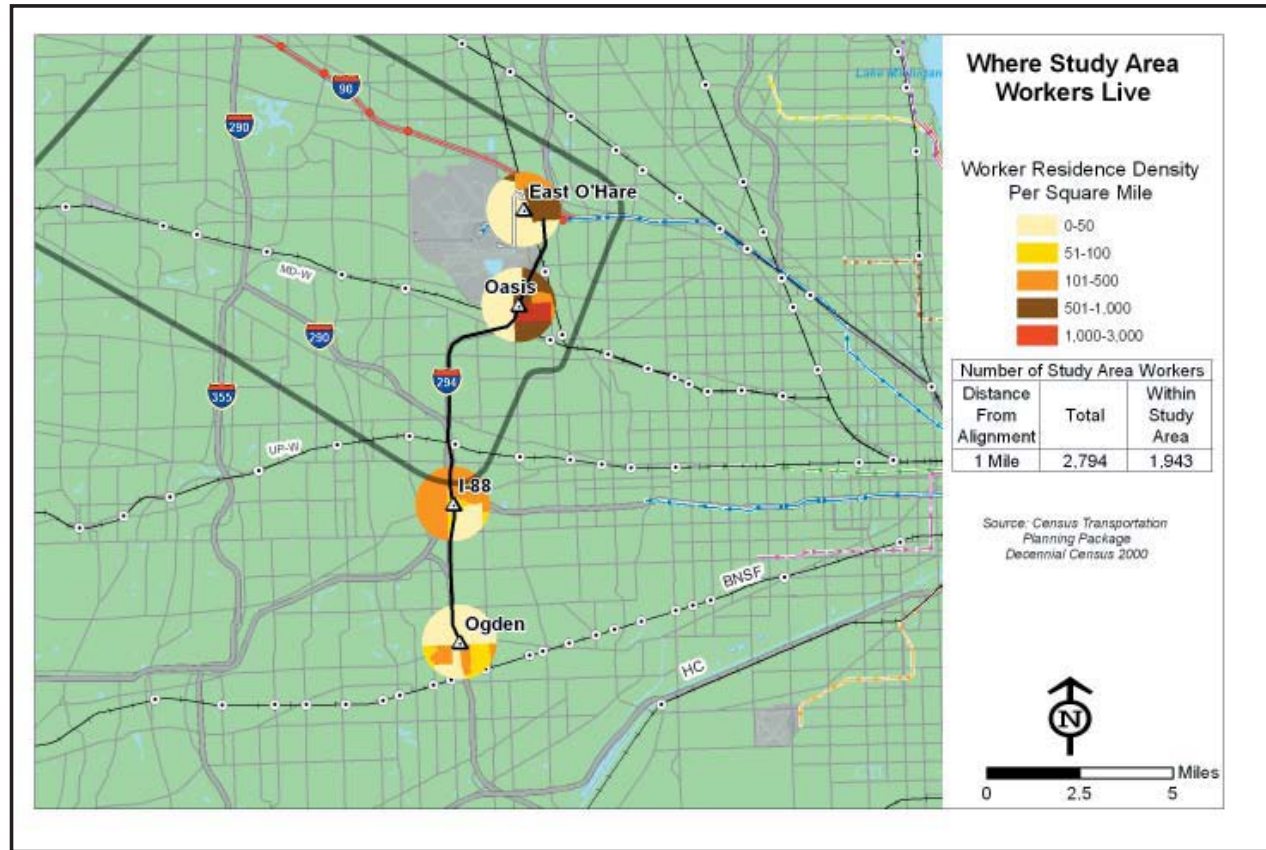 Where Study Area
Workers Live
Worker Residence Density
Per Square Mile
0-50
51-100
101-500
501-1,000
1,000-3,000
Number of Study Area Workers
Distance From Alignment Total Within Study Area
1 Mile 2,794 1,943
Source: Census Transportation
Planning Package
Decennial Census 2000
N
Miles
0 2.5 5
Lake Michigan
90
290
East O'Hare
MD-W
Oasis
290
294
355
UP-W
I-88
BNSF
Ogden
HC